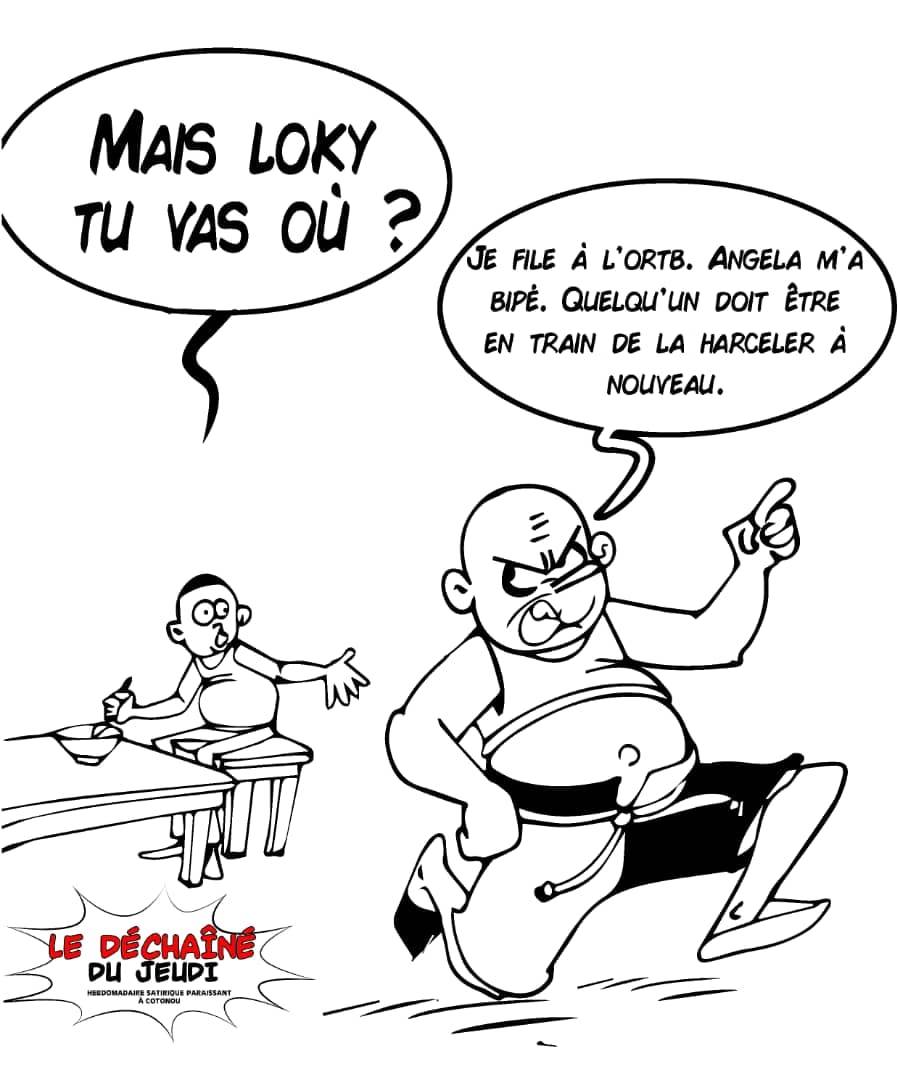 MAIS LOKY
TU VAS OÙ ?
JE FILE À L'ORTB. ANGELA M'A
BIPÉ. QUELQU'UN DOIT ÊTRE
EN TRAIN DE LA HARCELER À
NOUVEAU.
LE DÉCHAÎNÉ
DU JEUDI
HEBDOMADAIRE SATIRIQUE PARAISSANT
À COTONOU